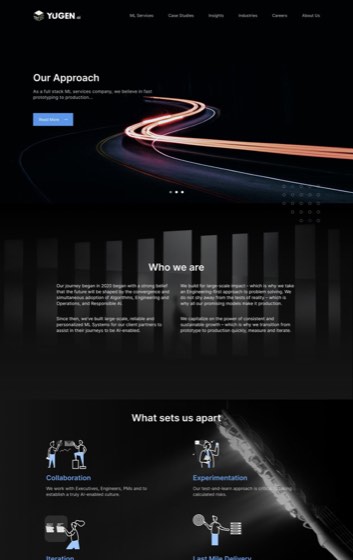 YUGEN.ai
ML Services Case Studies Insights Industries Careers About Us
Our Approach
As a full stack ML services company, we believe in fast
prototyping to production...
Read More
Who we are
Our journey began in 2020 with a strong belief
that the future will be shaped by the convergence and
simultaneous adoption of Algorithms, Engineering and
Operations, and Responsible AI.
Since then, we've built large-scale, reliable and
personalized ML Systems for our client partners to
assist in their journeys to be AI-enabled.
We build for large-scale impact – which is why we take
an Engineering-first approach to problem solving. We
do not shy away from the tests of reality – which is
why all our promising models make it production.
We capitalise on the power of consistent and
sustainable growth – which is why we transition from
prototype to production quickly, measure and iterate.
What sets us apart
Collaboration
We work with Executives, Engineers, PMs and to
establish a truly AI-enabled culture.
Experimentation
Our test-and-learn approach is
calculated risks.
Iteration
Last Mile Delivery